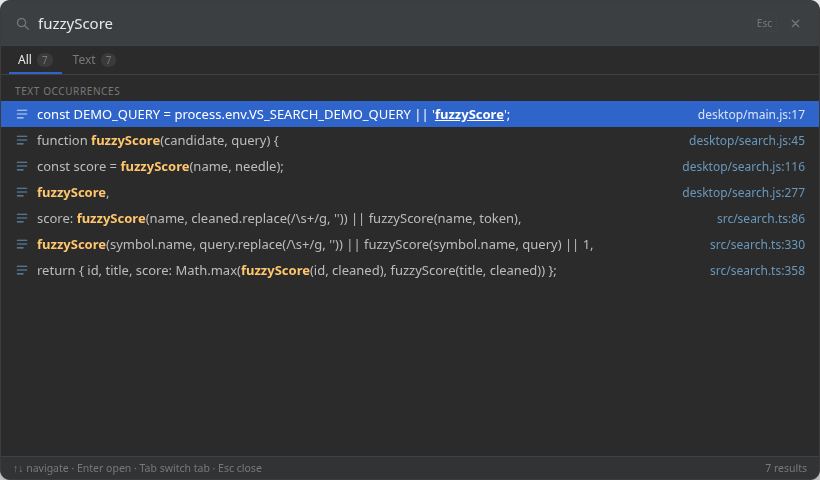 fuzzyScore Esc ×
All 7 Text 7
TEXT OCCURRENCES
const DEMO_QUERY = process.env.VS_SEARCH_DEMO_QUERY || 'fuzzyScore'; desktop/main.js:17
function fuzzyScore(candidate, query) { desktop/search.js:45
const score = fuzzyScore(name, needle); desktop/search.js:116
fuzzyScore, desktop/search.js:277
score: fuzzyScore(name, cleaned.replace(/\s+/g, '')) || fuzzyScore(name, token), src/search.ts:86
fuzzyScore(symbol.name, query.replace(/\s+/g, '')) || fuzzyScore(symbol.name, query) || 1, src/search.ts:330
return { id, title, score: Math.max(fuzzyScore(id, cleaned), fuzzyScore(title, cleaned)) }; src/search.ts:358
↑↓ navigate · Enter open · Tab switch tab · Esc close 7 results